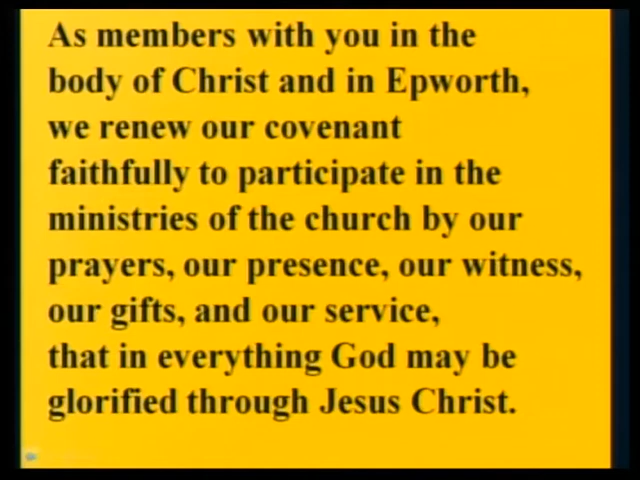 As members with you in the
body of Christ and in Epworth,
we renew our covenant
faithfully to participate in the
ministries of the church by our
prayers, our presence, our witness,
our gifts, and our service,
that in everything God may be
glorified through Jesus Christ.